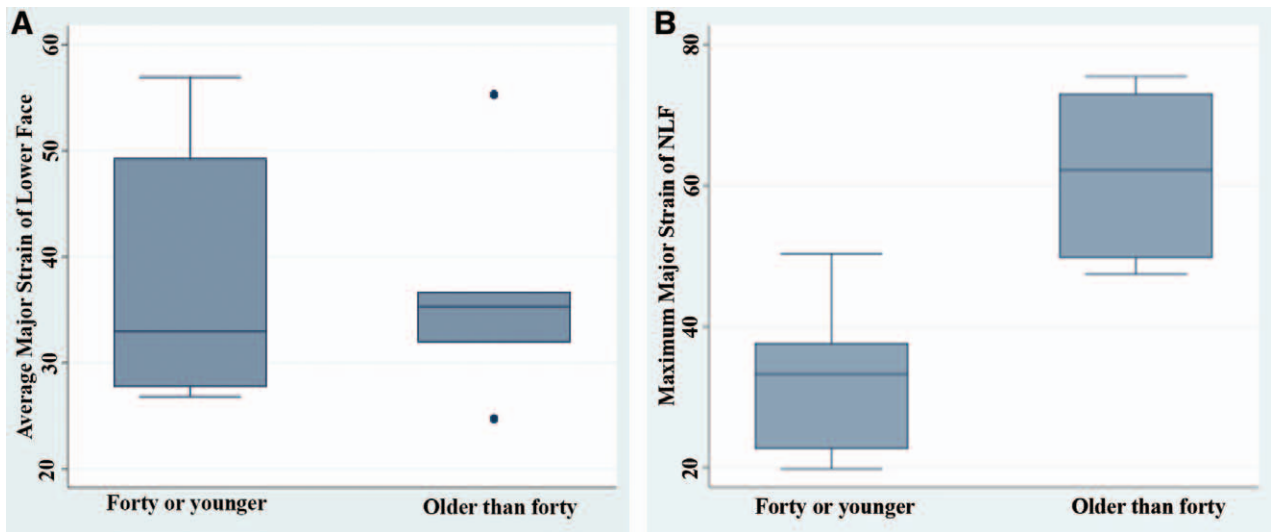 A
Average Major Strain of Lower Face
60
50
40
30
20
Forty or younger
Older than forty
B
Maximum Major Strain of NLF
80
60
40
20
Forty or younger
Older than forty